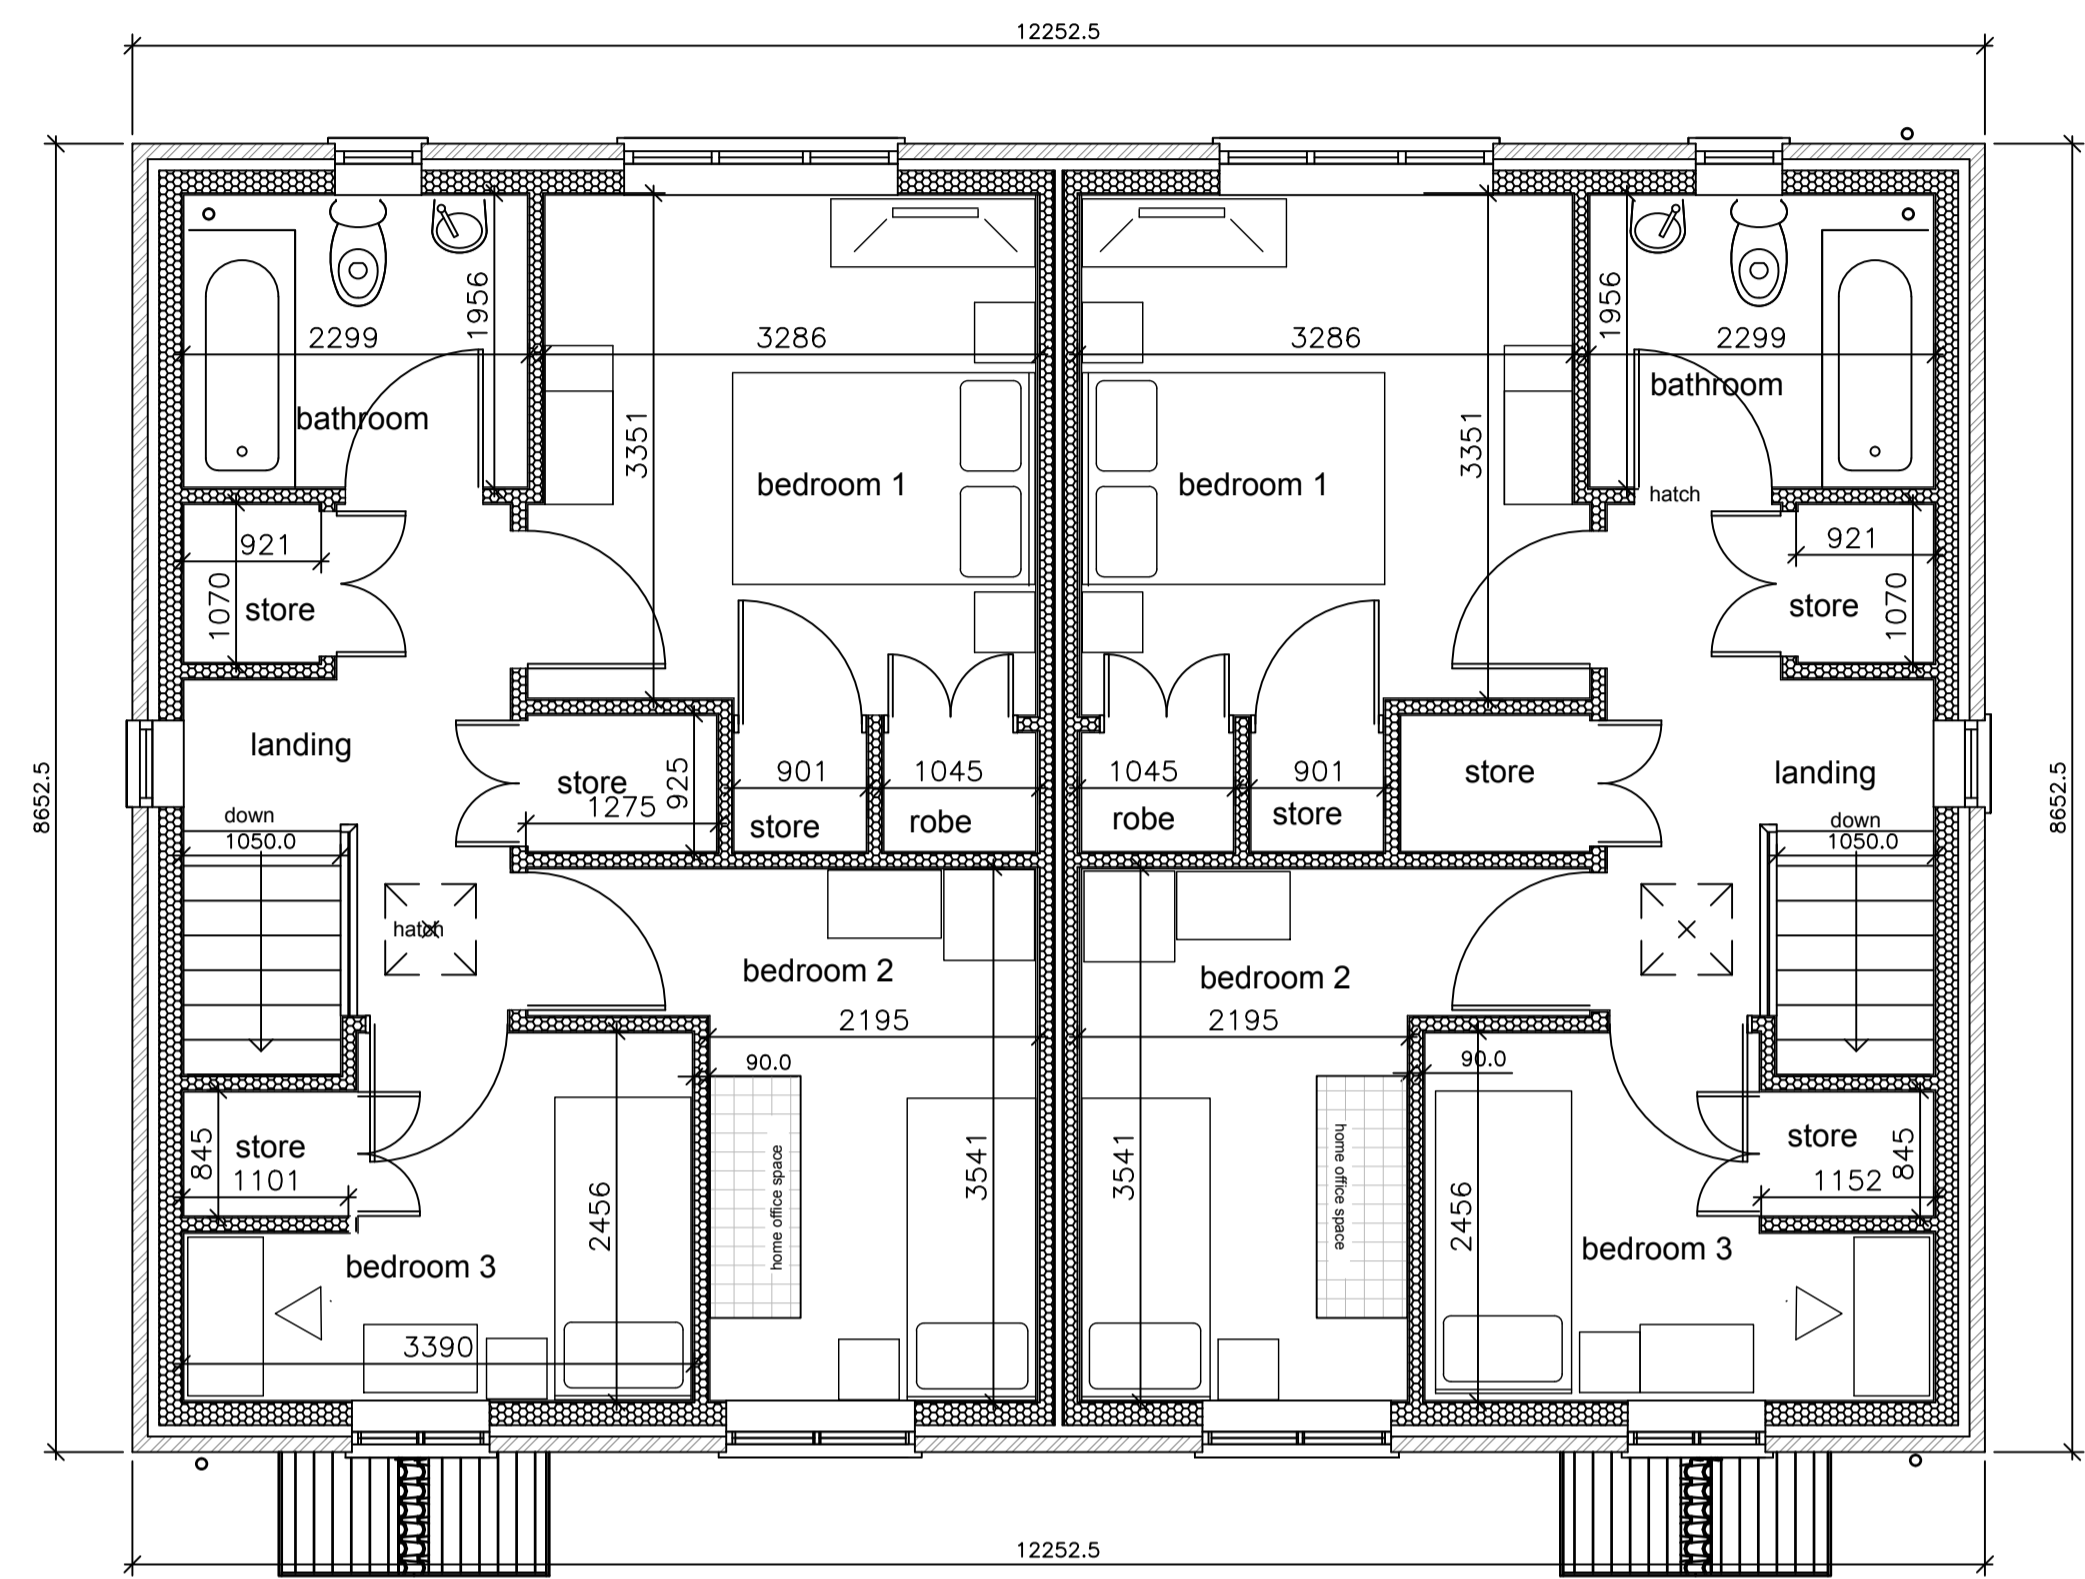 12252.5
8652.5
8652.5
1956
2299
bathroom
3286
3351
bedroom 1
3286
3351
bedroom 1
1956
2299
bathroom
hatch
921
1070
store
921
1070
store
landing
store
1275
925
901
store
1045
robe
1045
robe
901
store
store
landing
down
1050.0
down
1050.0
hatch
bedroom 2
2195
90.0
home office space
3541
bedroom 2
2195
90.0
home office space
3541
845
store
1101
2456
bedroom 3
3390
2456
bedroom 3
store
1152
845
12252.5